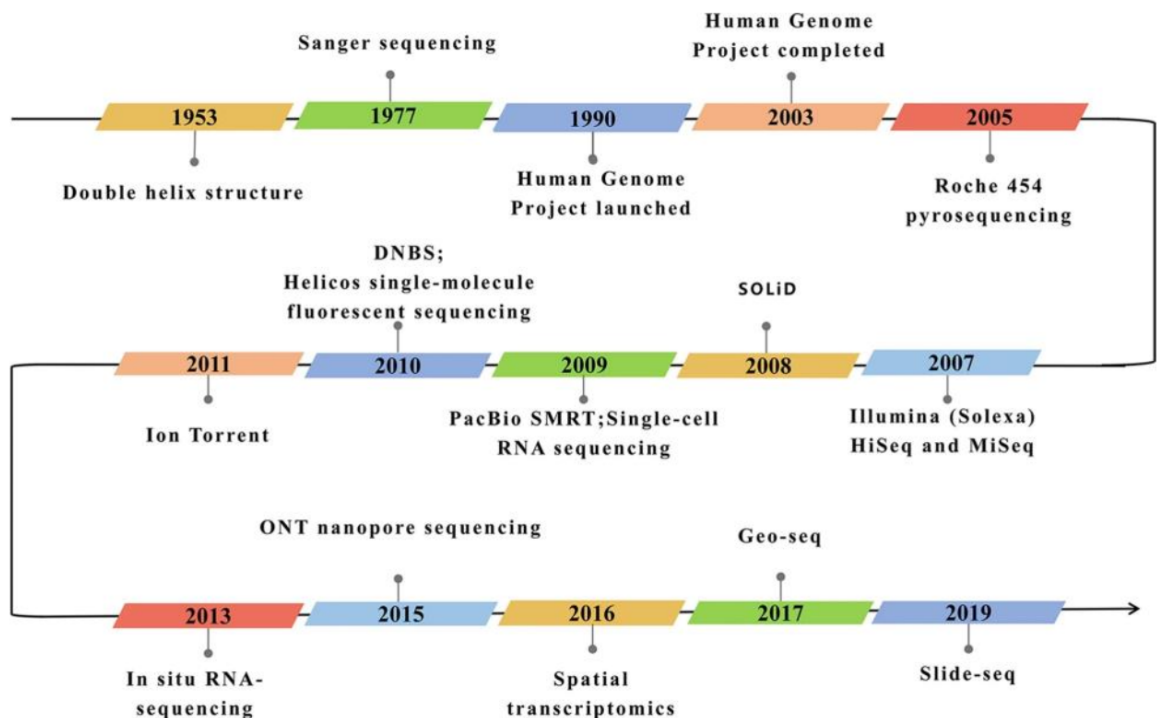 Sanger sequencing
Human Genome
Project completed
1953
1977
1990
2003
2005
Double helix structure
Human Genome
Project launched
Roche 454
pyrosequencing
DNBS;
Helicos single-molecule
fluorescent sequencing
SOLiD
2011
2010
2009
2008
2007
Ion Torrent
PacBio SMRT;Single-cell
RNA sequencing
Illumina (Solexa)
HiSeq and MiSeq
ONT nanopore sequencing
Geo-seq
2013
2015
2016
2017
2019
In situ RNA-
sequencing
Spatial
transcriptomics
Slide-seq